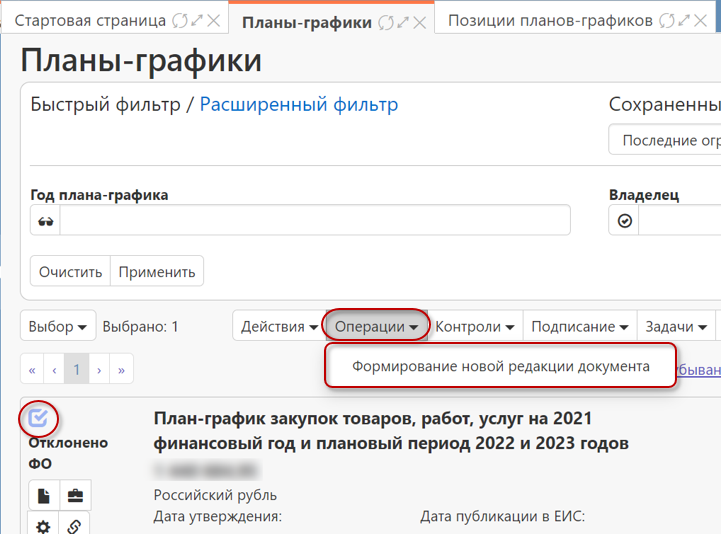 Стартовая страница
Планы-графики
Позиции планов-графиков
Планы-графики
Быстрый фильтр / Расширенный фильтр
Сохраненны
Последние огр
Год плана-графика
Владелец
Очистить
Применить
Выбор
Выбрано: 1
Действия
Операции
Контроли
Подписание
Задачи
« ‹ 1 › »
Формирование новой редакции документа
убыван
План-график закупок товаров, работ, услуг на 2021
финансовый год и плановый период 2022 и 2023 годов
Отклонено
ФО
Российский рубль
Дата утверждения:
Дата публикации в ЕИС: